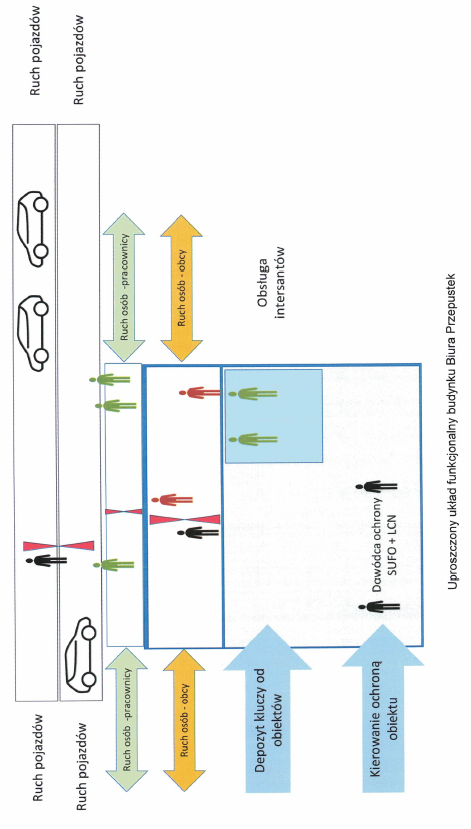 Ruch pojazdów
Ruch pojazdów
Ruch pojazdów
Ruch pojazdów
Ruch osób -pracownicy
Ruch osób -pracownicy
Ruch osób - obcy
Ruch osób - obcy
Depozyt kluczy od
obiektów
Obsługa
intersantów
Kierowanie ochroną
obiektu
Dowódca ochrony
SUFO + LCN
Uproszczony układ funkcjonalny budynku Biura Przepustek